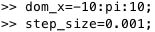 >> dom_x=-10:pi:10;
>> step_size=0.001;